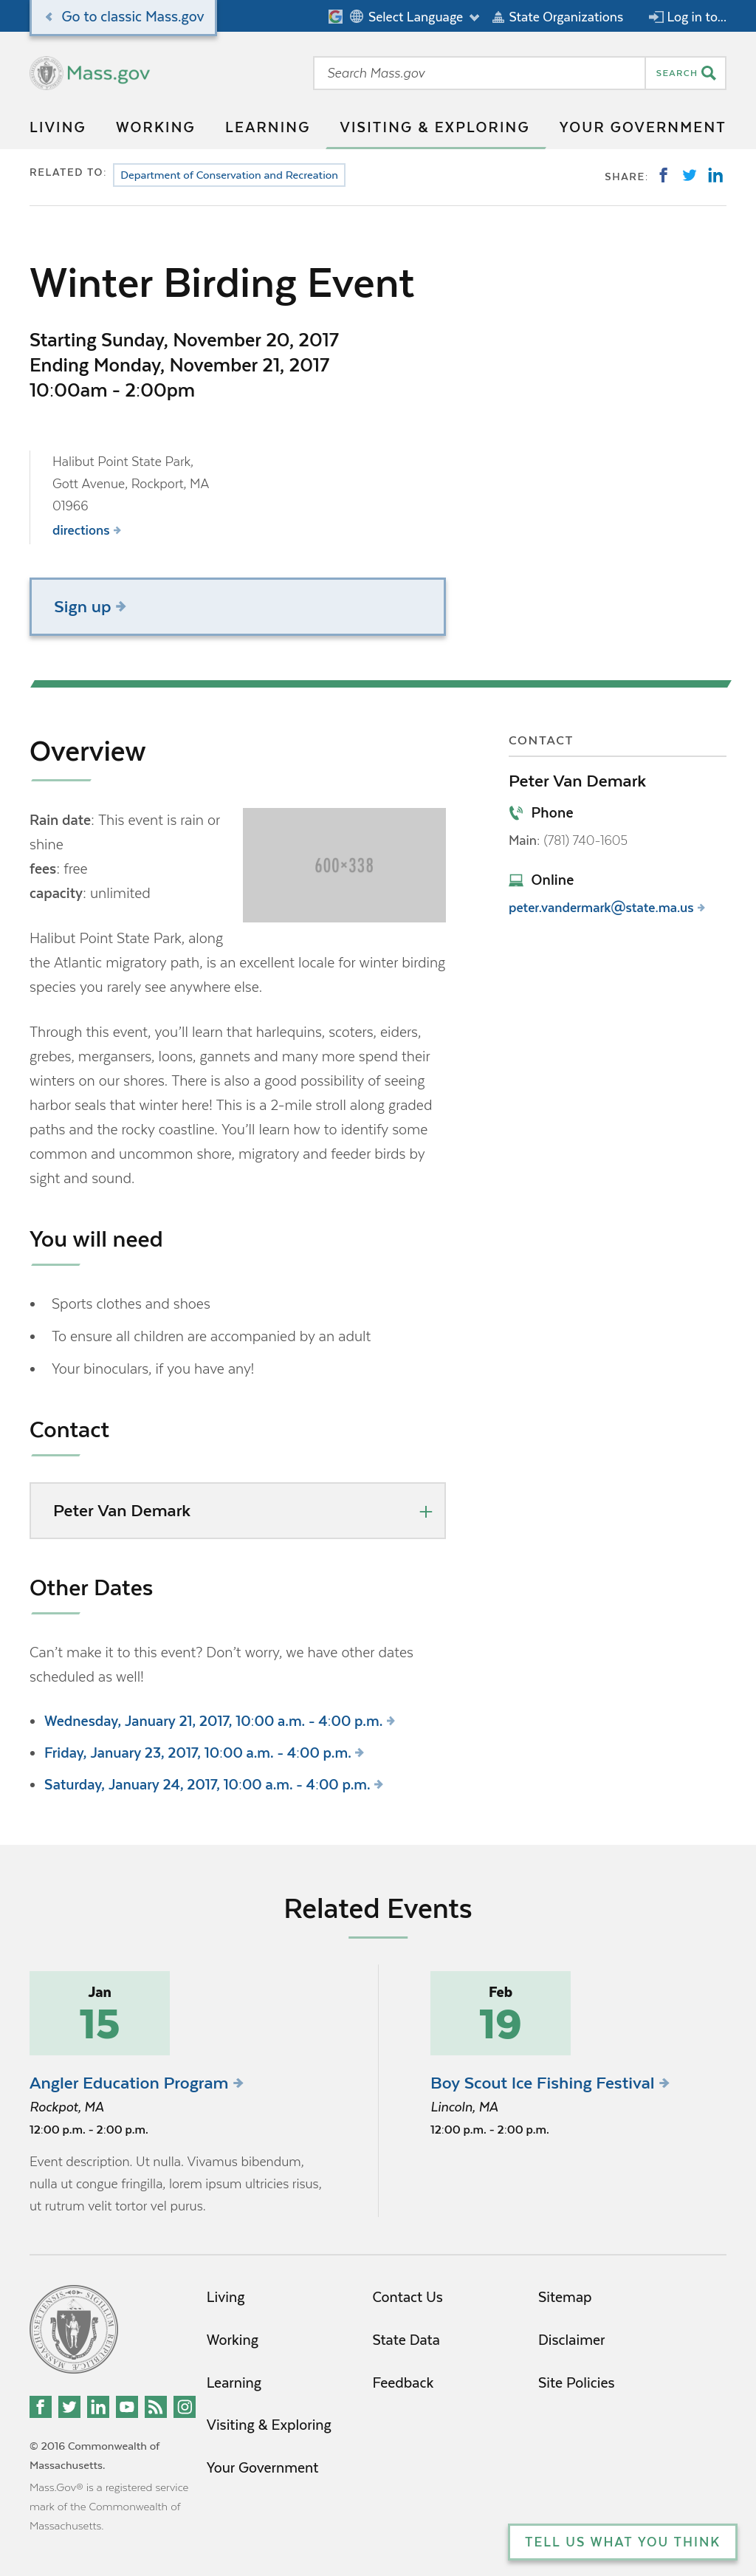 Go to classic Mass.gov
Select Language
State Organizations
Log in to...
Mass.gov
Search Mass.gov
SEARCH
LIVING
WORKING
LEARNING
VISITING & EXPLORING
YOUR GOVERNMENT
RELATED TO:
Department of Conservation and Recreation
SHARE:
Winter Birding Event
Starting Sunday, November 20, 2017
Ending Monday, November 21, 2017
10:00am - 2:00pm
Halibut Point State Park,
Gott Avenue, Rockport, MA
01966
directions
Sign up
Overview
Rain date: This event is rain or
shine
fees: free
capacity: unlimited
600×338
Halibut Point State Park, along
the Atlantic migratory path, is an excellent locale for winter birding
species you rarely see anywhere else.
Through this event, you'll learn that harlequins, scoters, eiders,
grebes, mergansers, loons, gannets and many more spend their
winters on our shores. There is also a good possibility of seeing
harbor seals that winter here! This is a 2-mile stroll along graded
paths and the rocky coastline. You'll learn how to identify some
common and uncommon shore, migratory and feeder birds by
sight and sound.
You will need
• Sports clothes and shoes
• To ensure all children are accompanied by an adult
• Your binoculars, if you have any!
Contact
Peter Van Demark
Other Dates
Can't make it to this event? Don't worry, we have other dates
scheduled as well!
• Wednesday, January 21, 2017, 10:00 a.m. - 4:00 p.m.
• Friday, January 23, 2017, 10:00 a.m. - 4:00 p.m.
• Saturday, January 24, 2017, 10:00 a.m. - 4:00 p.m.
CONTACT
Peter Van Demark
Phone
Main: (781) 740-1605
Online
peter.vandermark@state.ma.us
Related Events
Jan
15
Angler Education Program
Rockpot, MA
12:00 p.m. - 2:00 p.m.
Event description. Ut nulla. Vivamus bibendum,
nulla ut congue fringilla, lorem ipsum ultricies risus,
ut rutrum velit tortor vel purus.
Feb
19
Boy Scout Ice Fishing Festival
Lincoln, MA
12:00 p.m. - 2:00 p.m.
© 2016 Commonwealth of
Massachusetts.
Mass.Gov® is a registered service
mark of the Commonwealth of
Massachusetts.
Living
Working
Learning
Visiting & Exploring
Your Government
Contact Us
State Data
Feedback
Sitemap
Disclaimer
Site Policies
TELL US WHAT YOU THINK